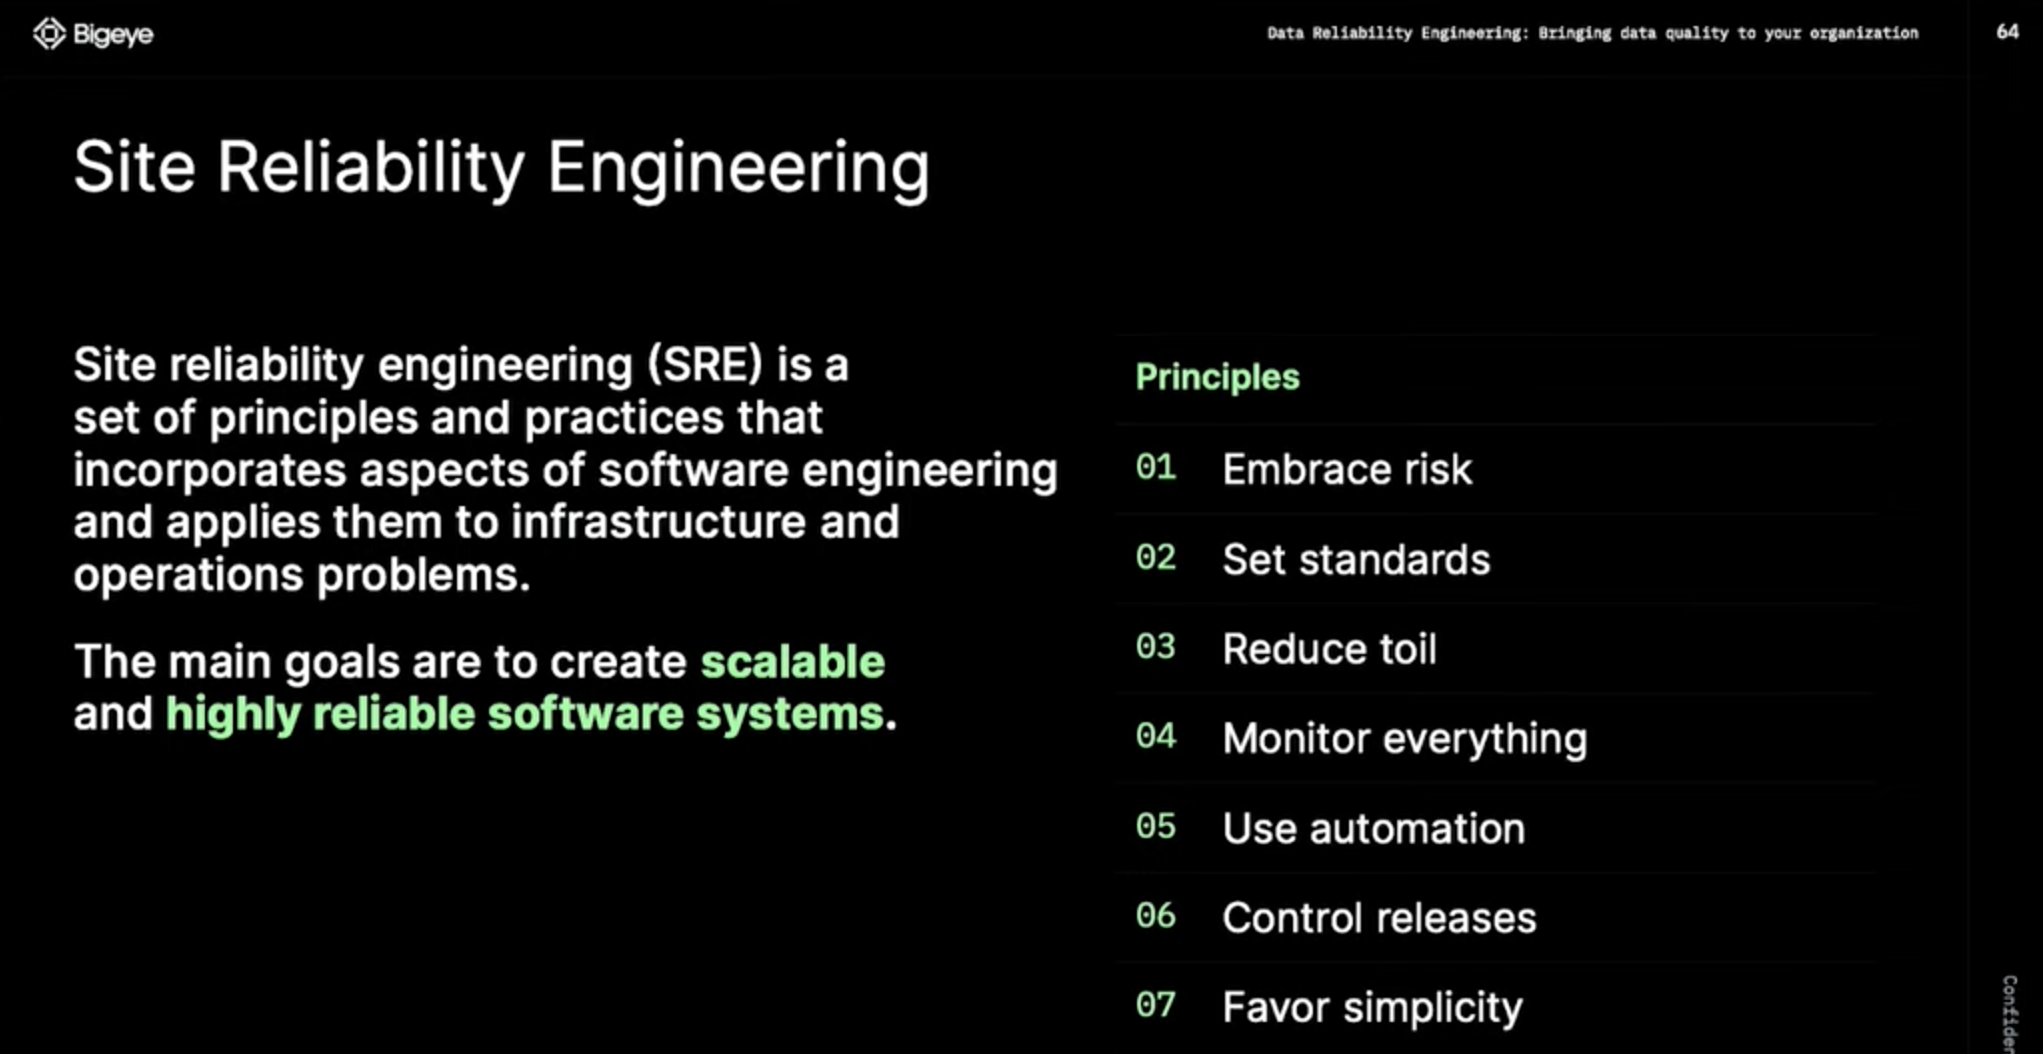 Bigeye
Data Reliability Engineering: Bringing data quality to your organization
64
Site Reliability Engineering
Site reliability engineering (SRE) is a
set of principles and practices that
incorporates aspects of software engineering
and applies them to infrastructure and
operations problems.
The main goals are to create scalable
and highly reliable software systems.
Principles
01 Embrace risk
02 Set standards
03 Reduce toil
04 Monitor everything
05 Use automation
06 Control releases
07 Favor simplicity